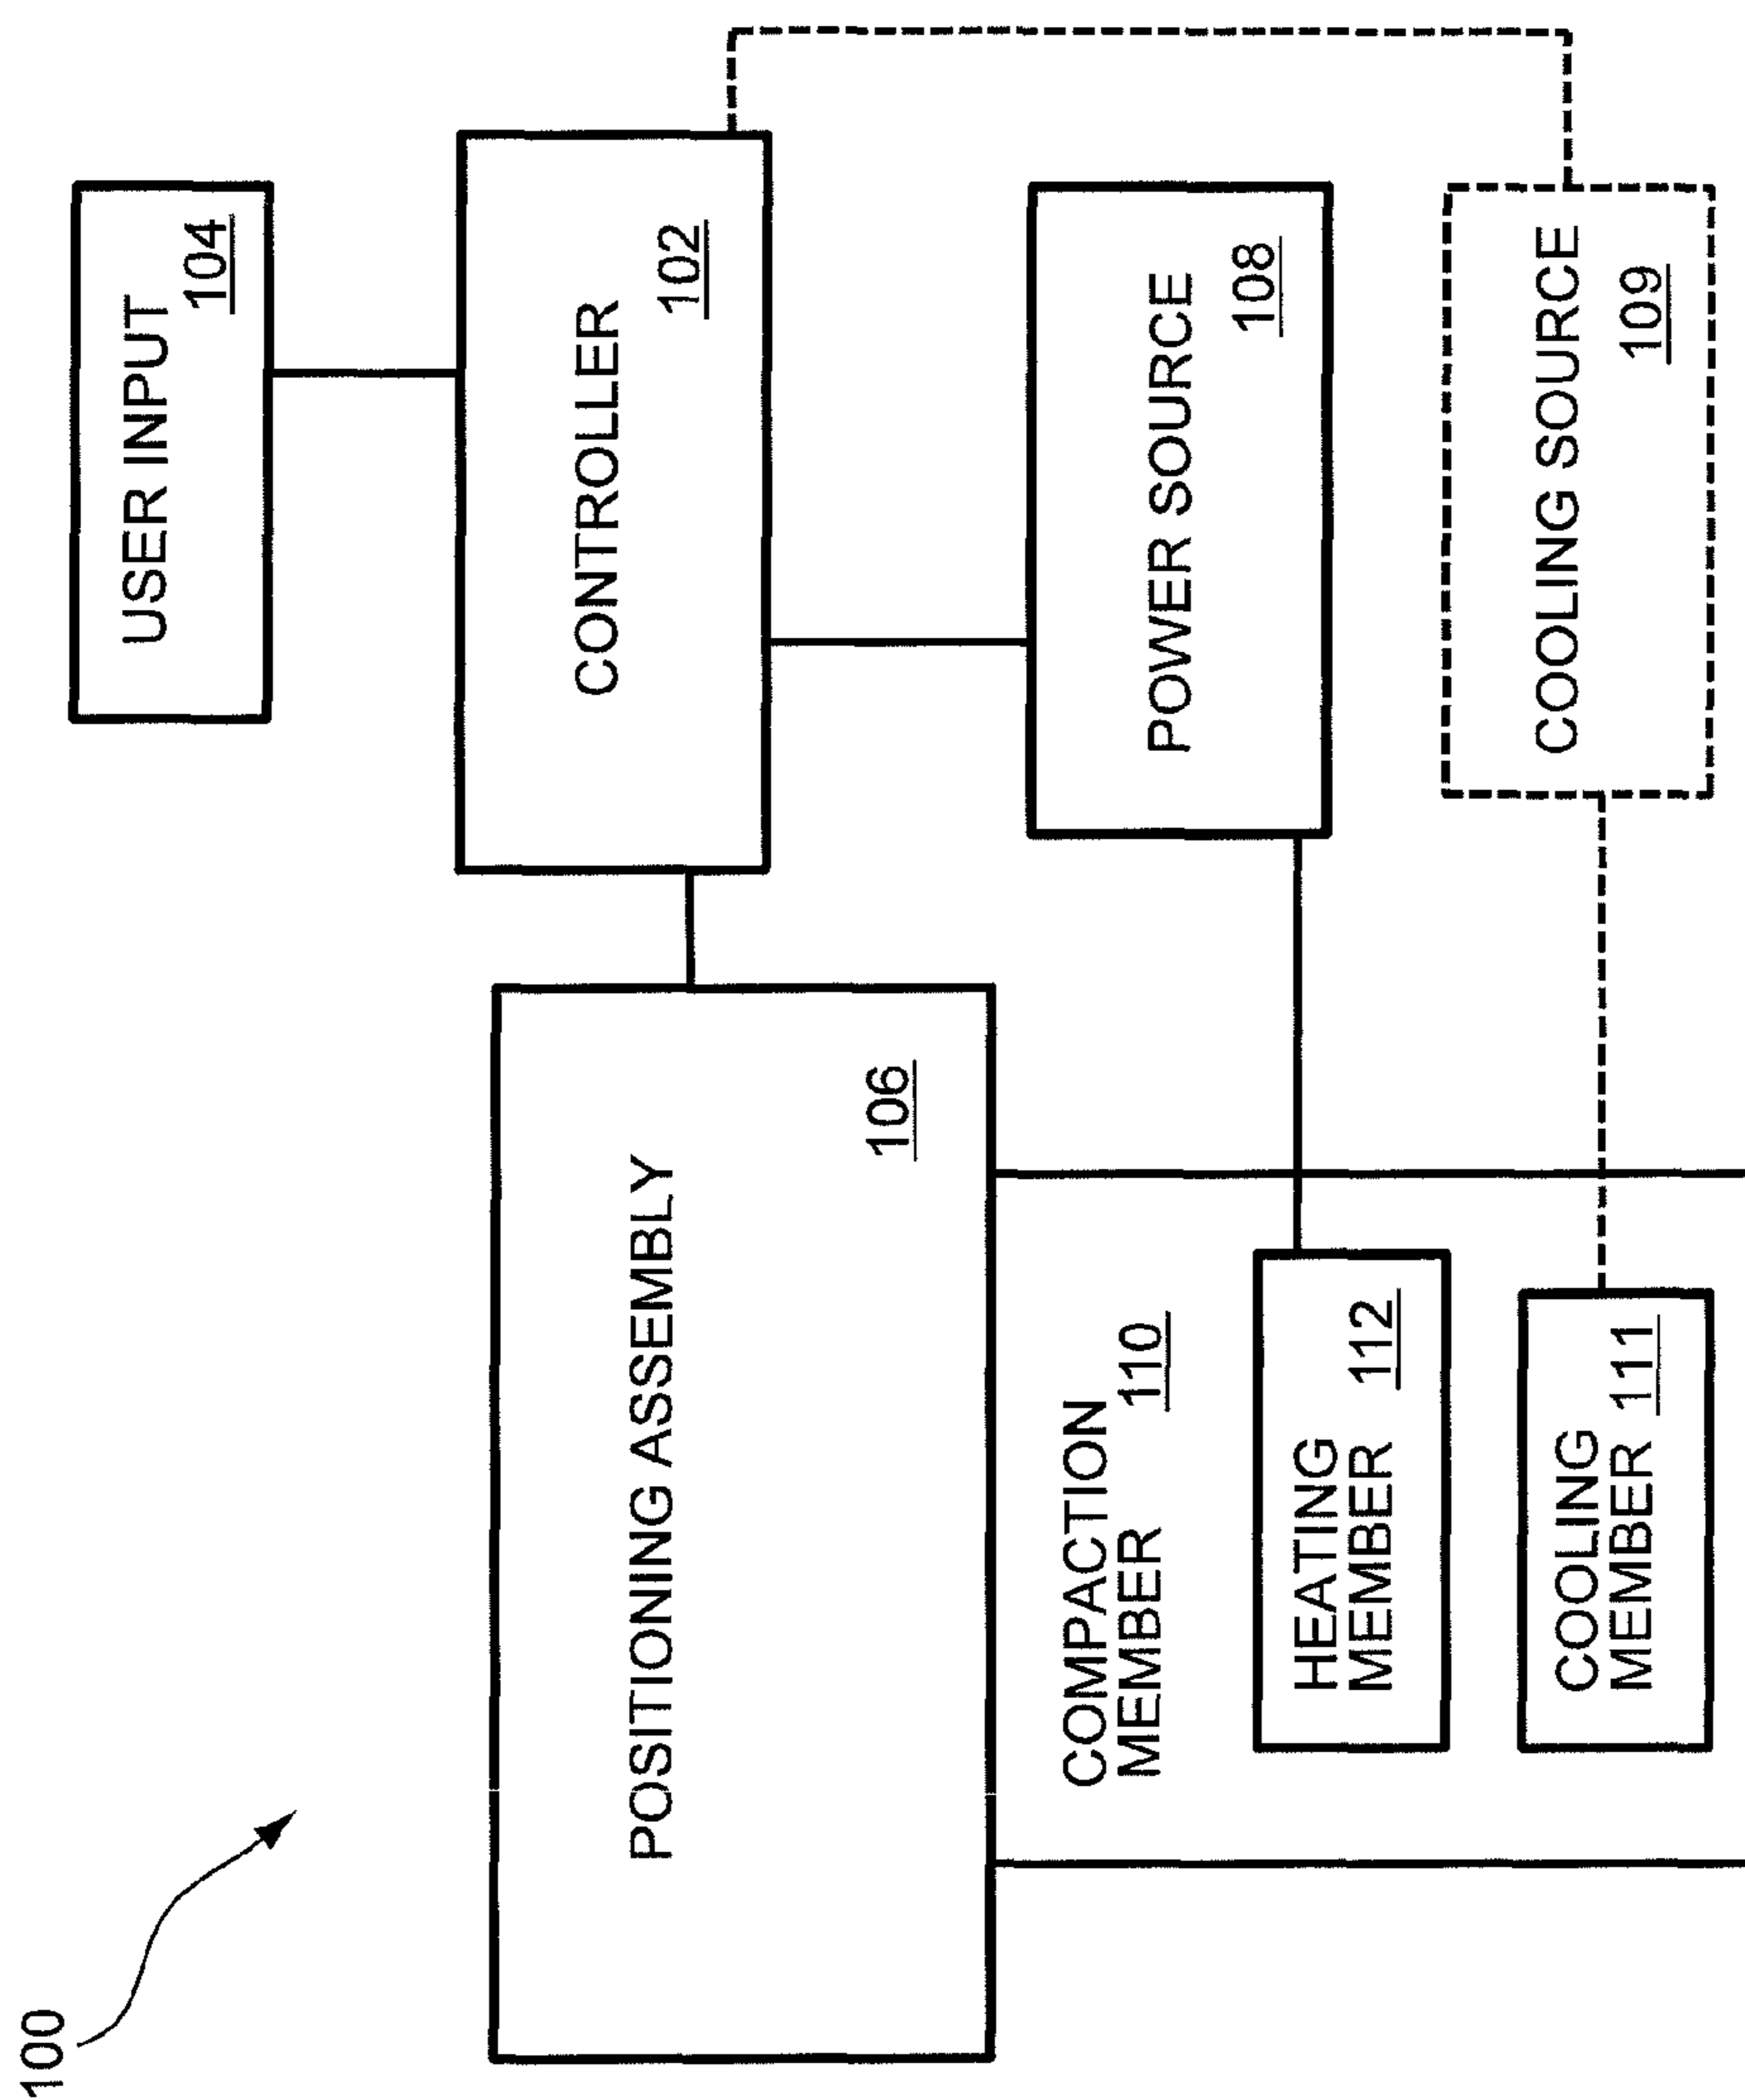 100
USER INPUT
104
POSITIONING ASSEMBLY
106
CONTROLLER
102
COMPACTION
MEMBER 110
POWER SOURCE
108
HEATING
MEMBER 112
COOLING
MEMBER 111
COOLING SOURCE
109